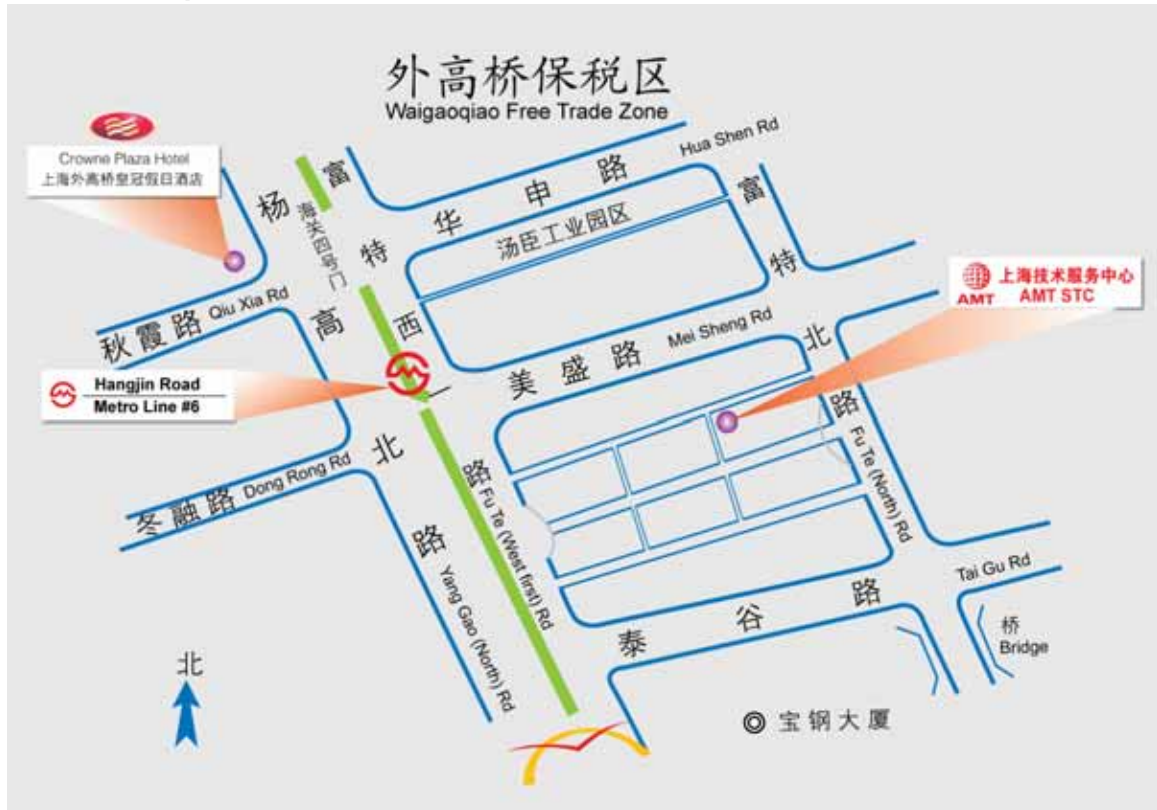 外高桥保税区
Waigaoqiao Free Trade Zone
Crowne Plaza Hotel
上海外高桥皇冠假日酒店
杨高北路
Yang Gao (North) Rd
海关四号门
富特西一路
Fu Te (West first) Rd
华申路
Hua Shen Rd
汤臣工业园区
富特北路
Fu Te (North) Rd
上海技术服务中心
AMT
AMT STC
秋霞路
Qiu Xia Rd
美盛路
Mei Sheng Rd
Hangjin Road
Metro Line #6
冬融路
Dong Rong Rd
泰谷路
Tai Gu Rd
桥
Bridge
北
宝钢大厦